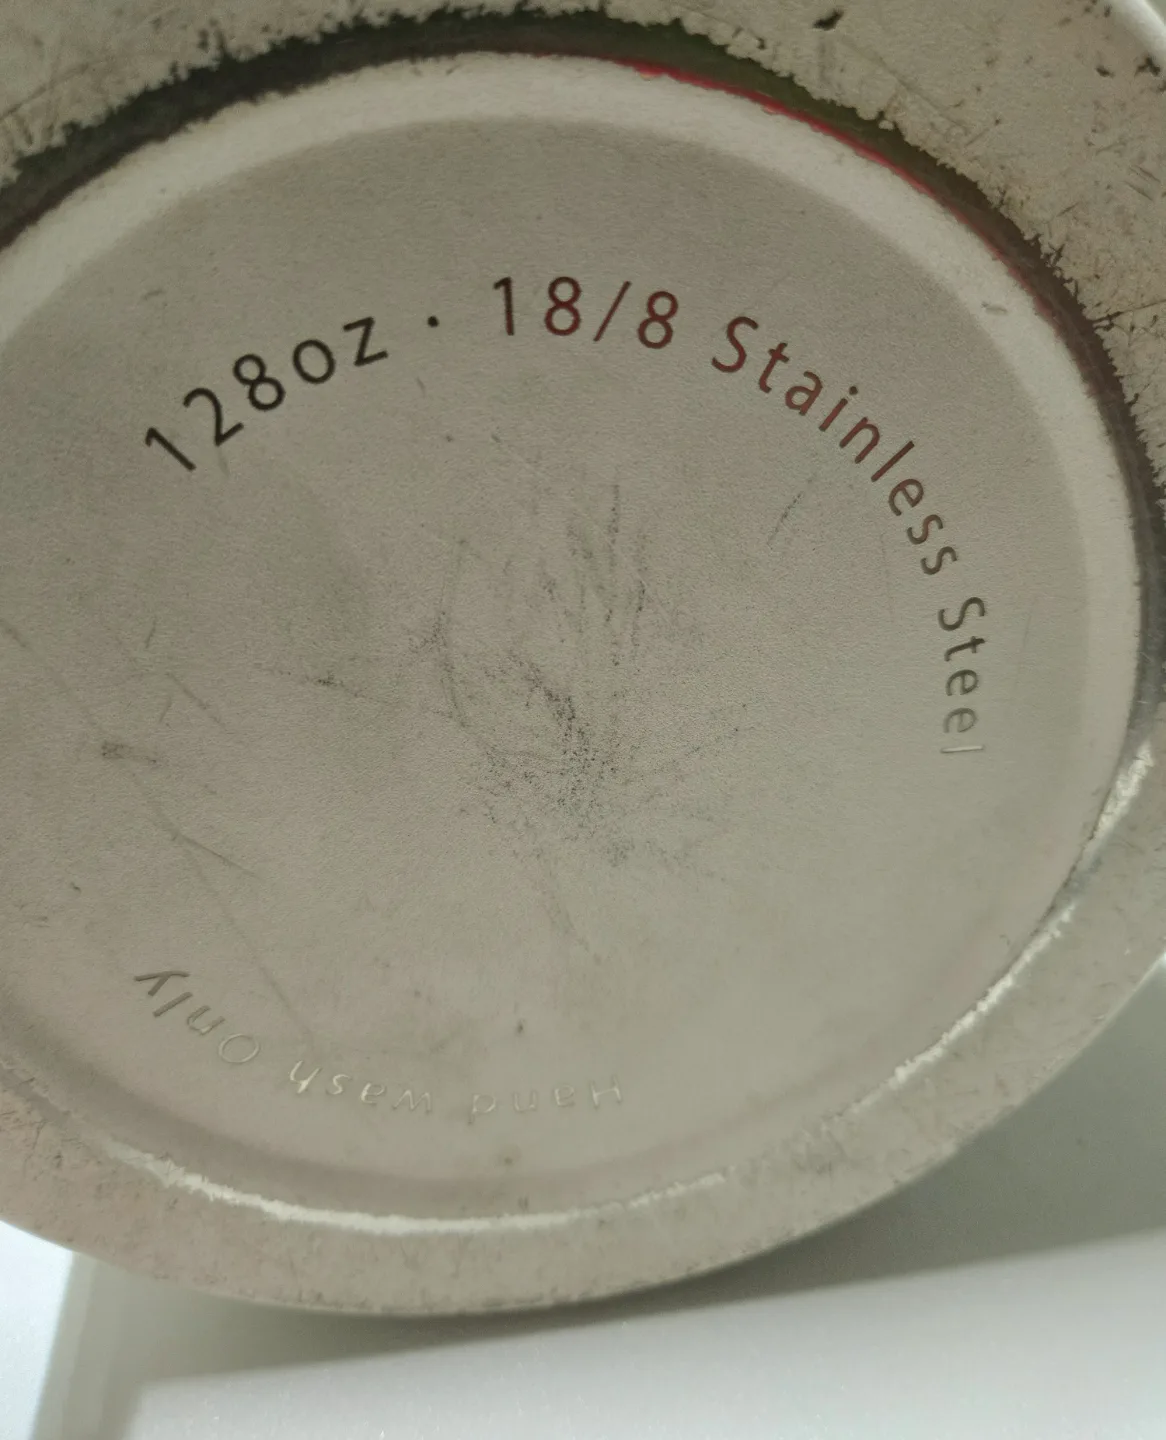 128oz · 18/8 Stainless Steel
Hand wash Only